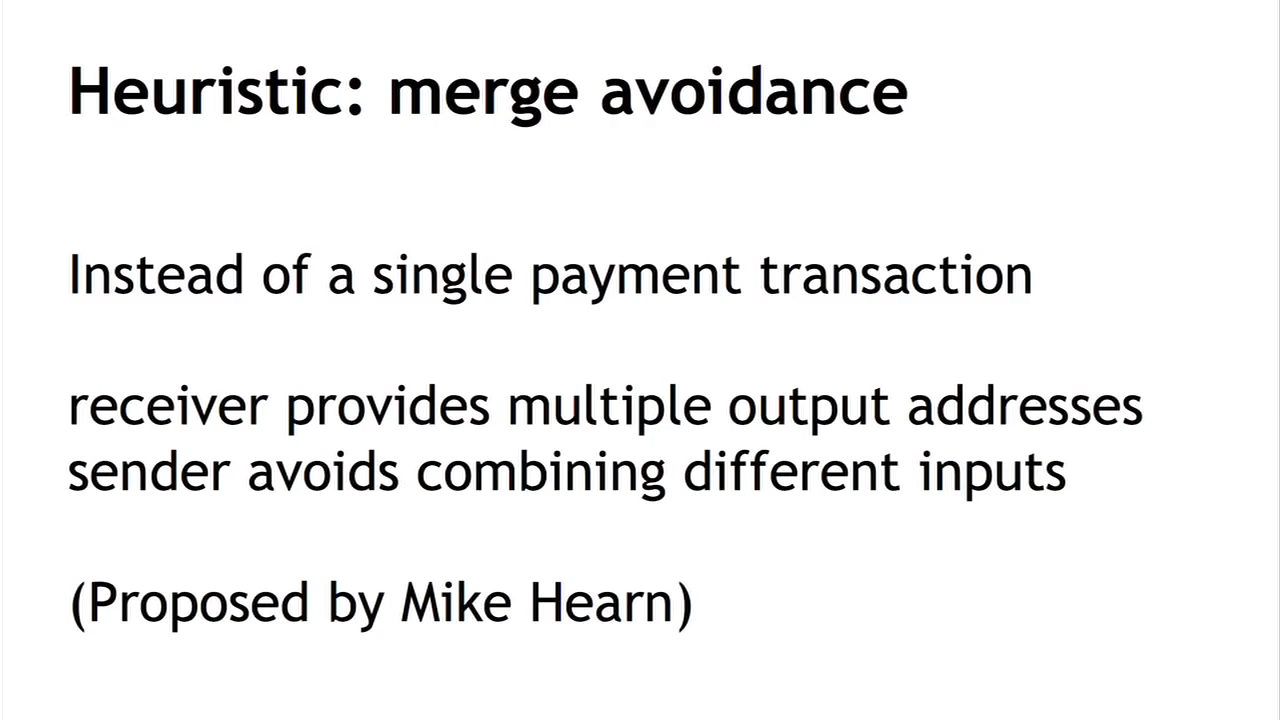 Heuristic: merge avoidance
Instead of a single payment transaction
receiver provides multiple output addresses
sender avoids combining different inputs
(Proposed by Mike Hearn)